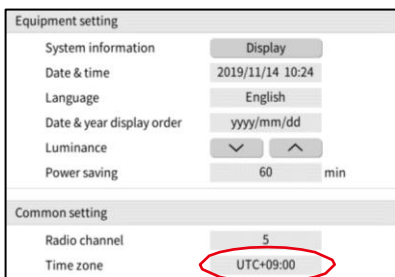 Equipment setting
System information Display
Date & time 2019/11/14 10:24
Language English
Date & year display order yyyy/mm/dd
Luminance
Power saving 60 min
Common setting
Radio channel 5
Time zone UTC+09:00